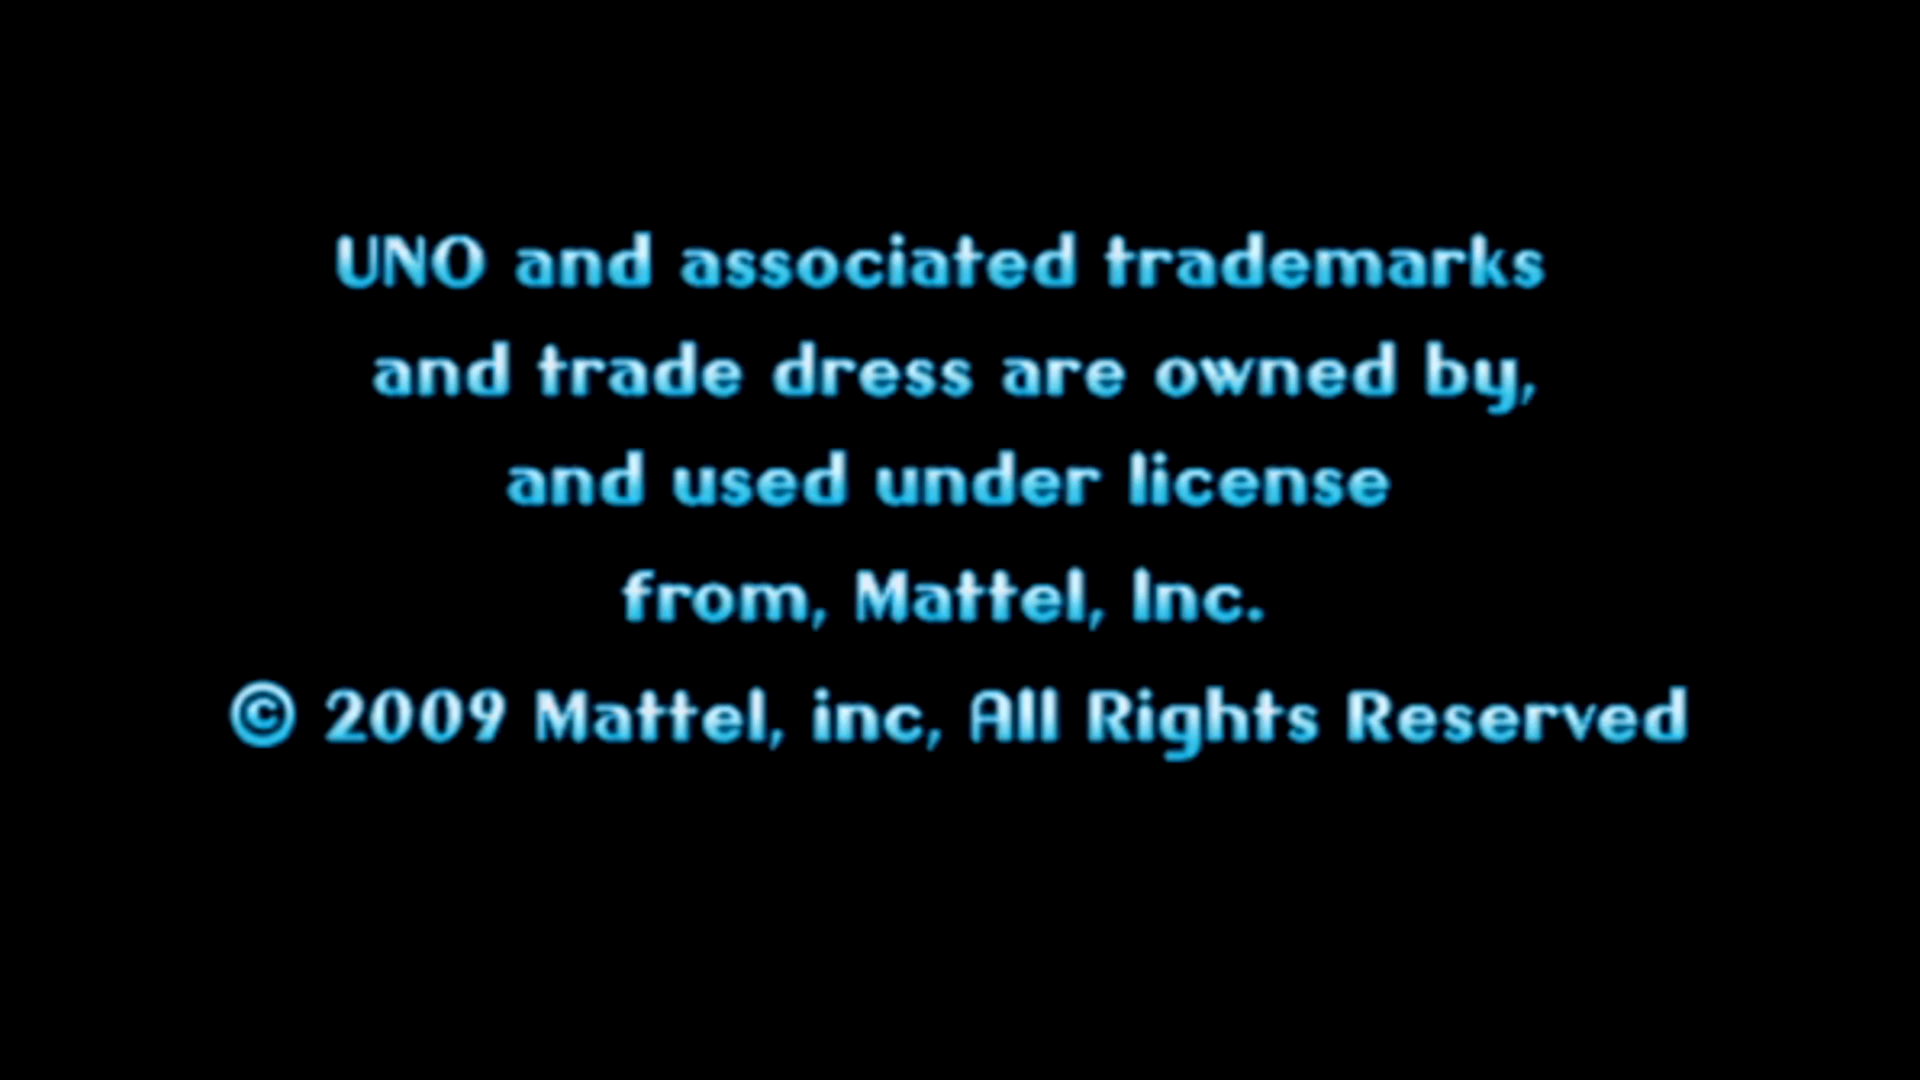 UNO and associated trademarks
and trade dress are owned by,
and used under license
from, Mattel, Inc.
© 2009 Mattel, inc, All Rights Reserved